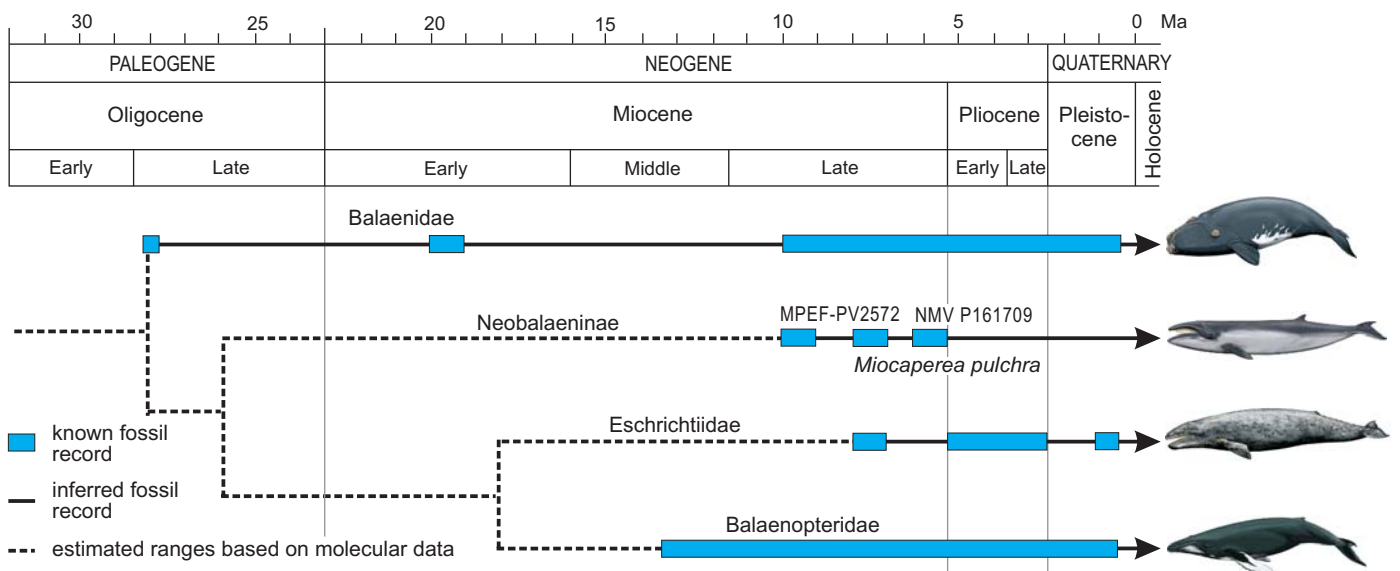 30 25 20 15 10 5 0 Ma
PALEOGENE NEOGENE QUATERNARY
Oligocene Miocene Pliocene Pleisto-
cene
Holocene
Early Late Early Middle Late Early Late
Balaenidae
MPEF-PV2572 NMV P161709
Neobalaeninae
Miocaperea pulchra
Eschrichtiidae
known fossil
record
inferred fossil
record
Balaenopteridae
estimated ranges based on molecular data